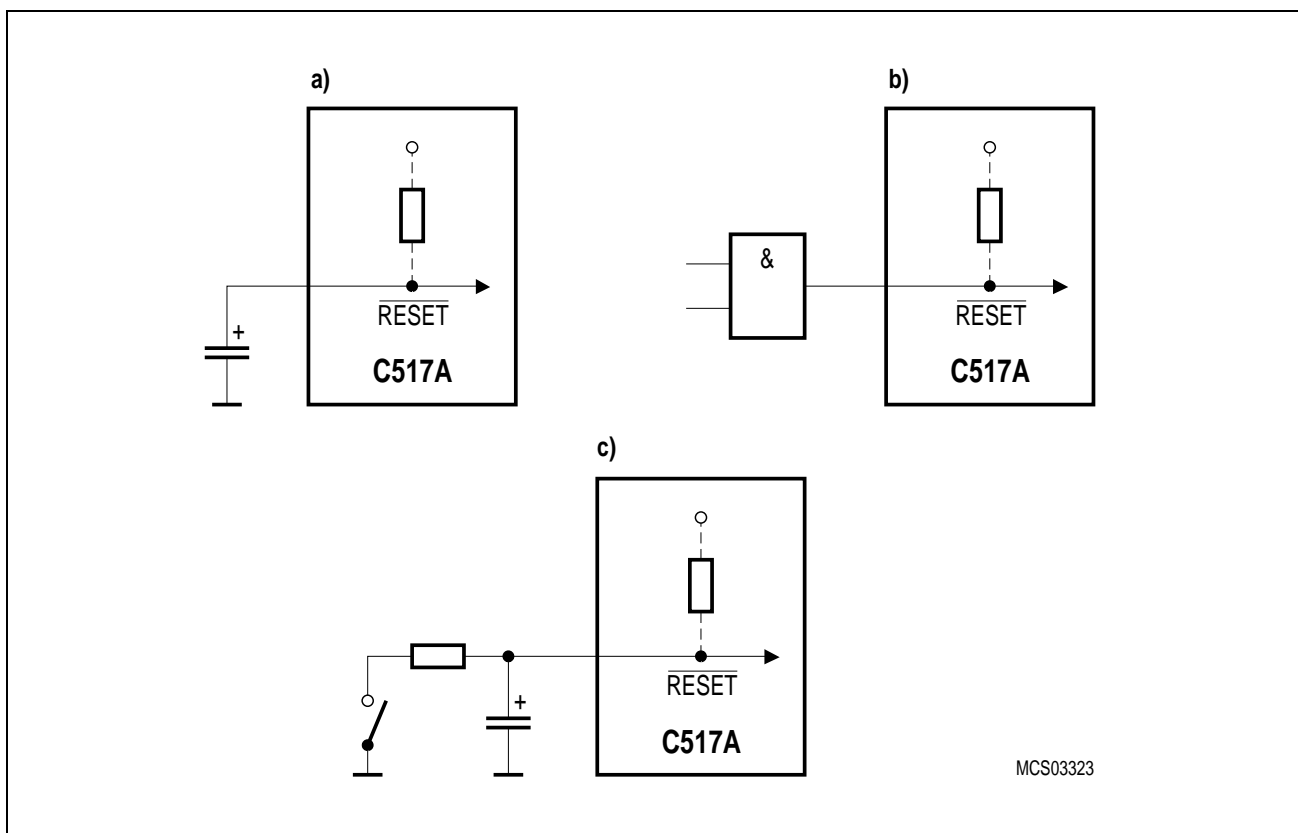 a)
+
RESET
C517A
b)
&
RESET
C517A
c)
+
RESET
C517A
MCS03323